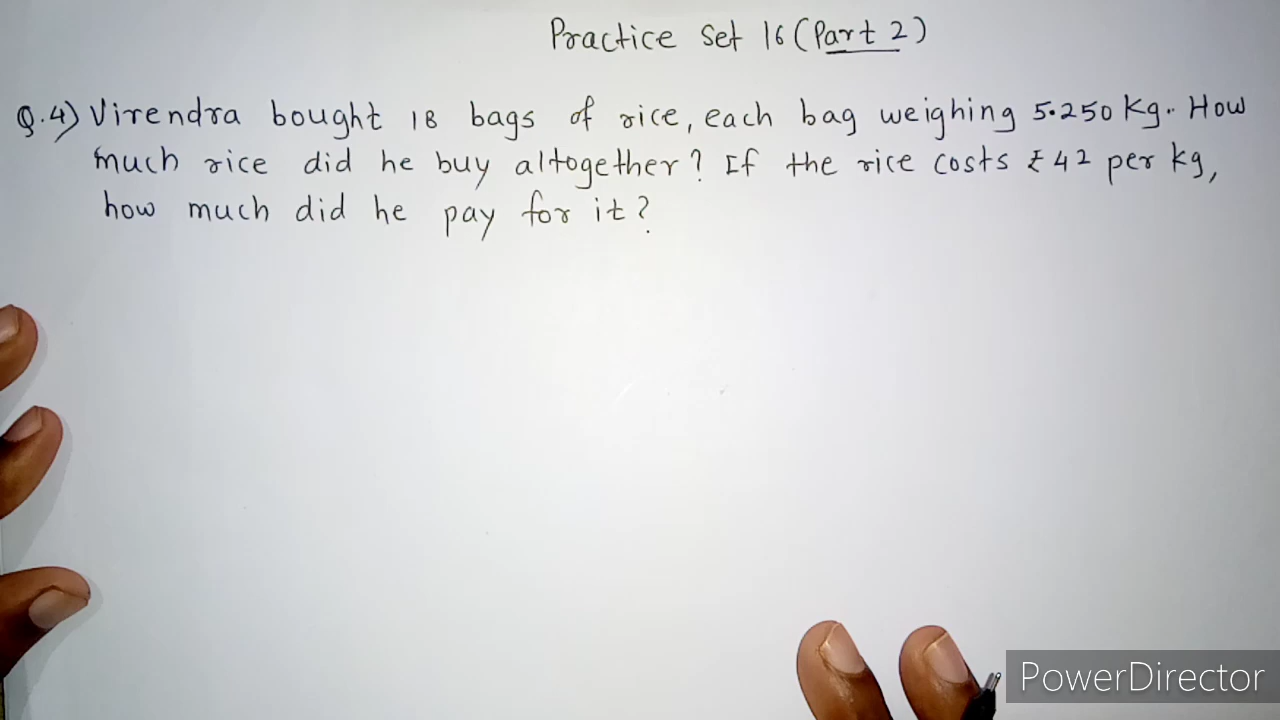 Practice Set 16 (Part 2)
Q.4) Virendra bought 18 bags of rice, each bag weighing 5.250 Kg.. How
much rice did he buy altogether? If the rice costs ₹42 per kg,
how much did he pay for it?
PowerDirector